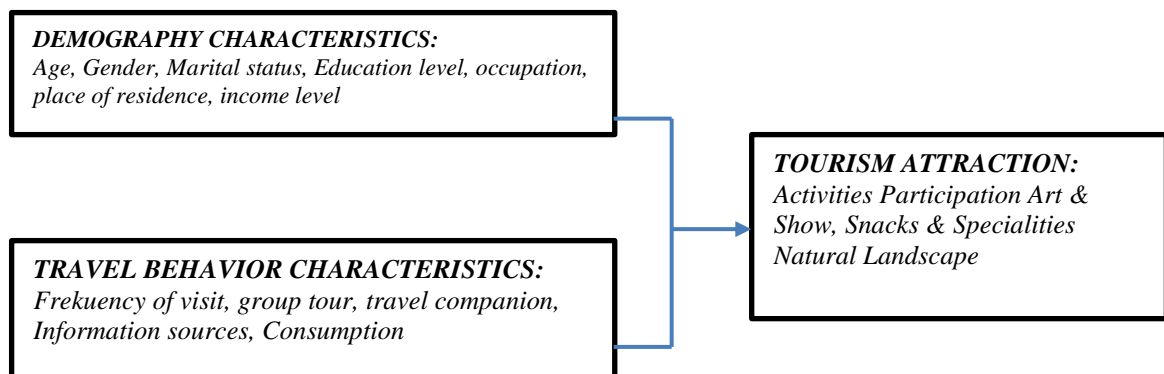 DEMOGRAPHY CHARACTERISTICS:
Age, Gender, Marital status, Education level, occupation,
place of residence, income level
TRAVEL BEHAVIOR CHARACTERISTICS:
Frekuency of visit, group tour, travel companion,
Information sources, Consumption
TOURISM ATTRACTION:
Activities Participation Art &
Show, Snacks & Specialities
Natural Landscape